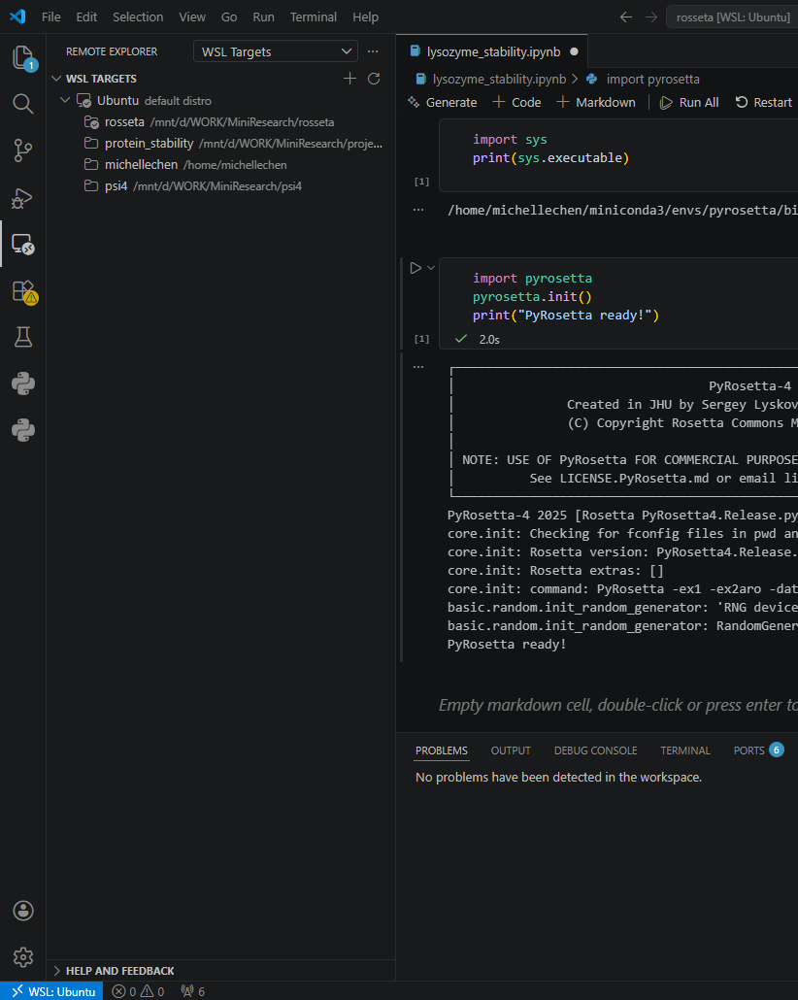 File Edit Selection View Go Run Terminal Help
rosseta [WSL: Ubuntu]
REMOTE EXPLORER
WSL Targets
WSL TARGETS
Ubuntu default distro
rosseta /mnt/d/WORK/MiniResearch/rosseta
protein_stability /mnt/d/WORK/MiniResearch/proje...
michellechen /home/michellechen
psi4 /mnt/d/WORK/MiniResearch/psi4
HELP AND FEEDBACK
1
lysozyme_stability.ipynb
lysozyme_stability.ipynb > import pyrosetta
Generate + Code + Markdown Run All Restart
import sys
print(sys.executable)
[1]
/home/michellechen/miniconda3/envs/pyrosetta/bi
import pyrosetta
pyrosetta.init()
print("PyRosetta ready!")
[1] ✓ 2.0s
PyRosetta-4
Created in JHU by Sergey Lyskov
(C) Copyright Rosetta Commons M
NOTE: USE OF PyRosetta FOR COMMERCIAL PURPOSE
See LICENSE.PyRosetta.md or email li
PyRosetta-4 2025 [Rosetta PyRosetta4.Release.py
core.init: Checking for fconfig files in pwd an
core.init: Rosetta version: PyRosetta4.Release.
core.init: Rosetta extras: []
core.init: command: PyRosetta -ex1 -ex2aro -dat
basic.random.init_random_generator: 'RNG device
basic.random.init_random_generator: RandomGener
PyRosetta ready!
Empty markdown cell, double-click or press enter to
PROBLEMS OUTPUT DEBUG CONSOLE TERMINAL PORTS 6
No problems have been detected in the workspace.
WSL: Ubuntu 0 0 6